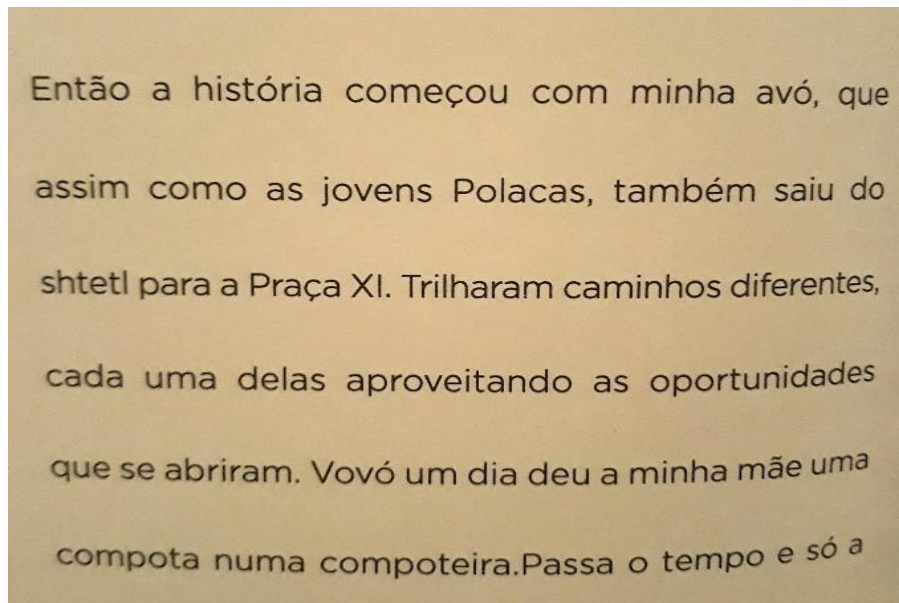 Então a história começou com minha avó, que
assim como as jovens Polacas, também saiu do
shtetl para a Praça XI. Trilharam caminhos diferentes,
cada uma delas aproveitando as oportunidades
que se abriram. Vovó um dia deu a minha mãe uma
compota numa compoteira.Passa o tempo e só a